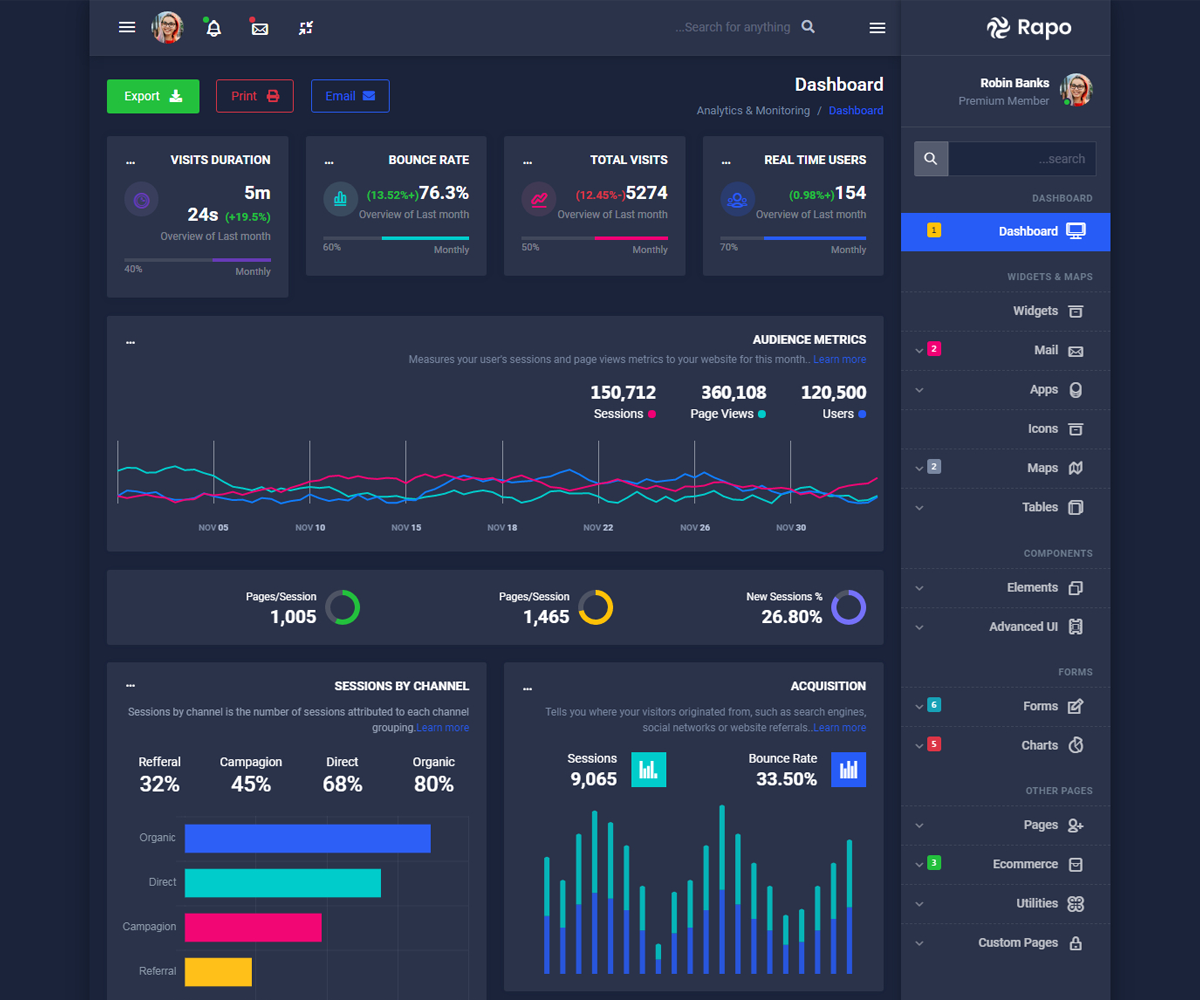 ...Search for anything
Rapo
Export
Print
Email
Dashboard
Analytics & Monitoring / Dashboard
Robin Banks
Premium Member
...search
... VISITS DURATION
5m
24s (+19.5%)
Overview of Last month
40% Monthly
... BOUNCE RATE
(13.52%+)76.3%
Overview of Last month
60% Monthly
... TOTAL VISITS
(12.45%-)5274
Overview of Last month
50% Monthly
... REAL TIME USERS
(0.98%+)154
Overview of Last month
70% Monthly
... AUDIENCE METRICS
Measures your user's sessions and page views metrics to your website for this month.. Learn more
150,712 360,108 120,500
Sessions Page Views Users
NOV 05 NOV 10 NOV 15 NOV 18 NOV 22 NOV 26 NOV 30
Pages/Session
1,005
Pages/Session
1,465
New Sessions %
26.80%
... SESSIONS BY CHANNEL
Sessions by channel is the number of sessions attributed to each channel
grouping.Learn more
Refferal Campagion Direct Organic
32% 45% 68% 80%
Organic
Direct
Campagion
Referral
... ACQUISITION
Tells you where your visitors originated from, such as search engines,
social networks or website referrals..Learn more
Sessions
9,065
Bounce Rate
33.50%
DASHBOARD
1 Dashboard
WIDGETS & MAPS
Widgets
2 Mail
Apps
Icons
2 Maps
Tables
COMPONENTS
Elements
Advanced UI
FORMS
6 Forms
5 Charts
OTHER PAGES
Pages
3 Ecommerce
Utilities
Custom Pages